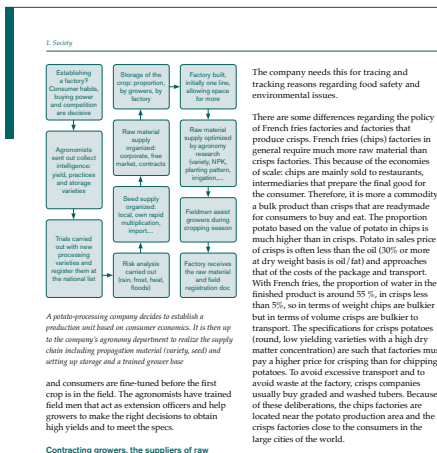 1. Society
Establishing
a factory?
Consumer habits,
buying power
and competition
are decisive
Agronomists
sent out collect
intelligence:
yield, practices
and storage
varieties
Trials carried
out with new
processing
varieties and
register them at
the national list
Storage of the
crop: proportion,
by growers, by
factory
Raw material
supply
organized:
corporate, free
market, contracts
Seed supply
organized:
local, own rapid
multiplication,
import....
Risk analysis
carried out
(rain, frost, heat,
floods)
Factory built,
initially one line,
allowing space
for more
Raw material
supply optimized
by agronomy
research
(variety, NPK,
planting pattern,
irrigation,...
Fieldmen assist
growers during
cropping season
Factory receives
the raw material
and field
registration doc
A potato-processing company decides to establish a
production unit based on consumer economics. It is then up
to the company's agronomy department to realize the supply
chain including propagation material (variety, seed) and
setting up storage and a trained grower base
and consumers are fine-tuned before the first
crop is in the field. The agronomists have trained
field men that act as extension officers and help
growers to make the right decisions to obtain
high yields and to meet the specs.
Contracting growers, the suppliers of raw
The company needs this for tracing and
tracking reasons regarding food safety and
environmental issues.
There are some differences regarding the policy
of French fries factories and factories that
produce crisps. French fries (chips) factories in
general require much more raw material than
crisps factories. This because of the economies
of scale: chips are mainly sold to restaurants,
intermediaries that prepare the final good for
the consumer. Therefore, it is more a commodity,
a bulk product than crisps that are readymade
for consumers to buy and eat. The proportion
potato based on the value of potato in chips is
much higher than in crisps. Potato in sales price
of crisps is often less than the oil (30% or more
at dry weight basis is oil/fat) and approaches
that of the costs of the package and transport.
With French fries, the proportion of water in the
finished product is around 55 %, in crisps less
than 5%, so in terms of weight chips are bulkier
but in terms of volume crisps are bulkier to
transport. The specifications for crisps potatoes
(round, low yielding varieties with a high dry
matter concentration) are such that factories mus
pay a higher price for crisping than for chipping
potatoes. To avoid excessive transport and to
avoid waste at the factory, crisps companies
usually buy graded and washed tubers. Because
of these deliberations, the chips factories are
located near the potato production area and the
crisps factories close to the consumers in the
large cities of the world.